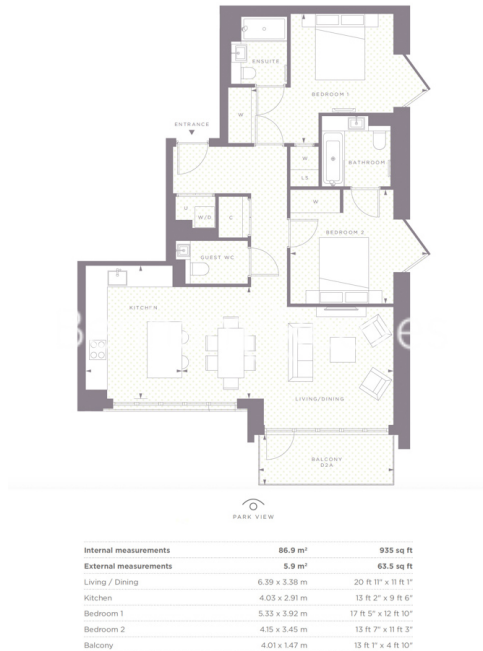 ENSUITE
BEDROOM 1
W
ENTRANCE
BATHROOM
W
LS
U
W/D
C
W
BEDROOM 2
GUEST WC
KITCHEN
LIVING/DINING
BALCONY
D2A
PARK VIEW
Internal measurements 86.9 m² 935 sq ft
External measurements 5.9 m² 63.5 sq ft
Living / Dining 6.39 x 3.38 m 20 ft 11" x 11 ft 1"
Kitchen 4.03 x 2.91 m 13 ft 2" x 9 ft 6"
Bedroom 1 5.33 x 3.92 m 17 ft 5" x 12 ft 10"
Bedroom 2 4.15 x 3.45 m 13 ft 7" x 11 ft 3"
Balcony 4.01 x 1.47 m 13 ft 1" x 4 ft 10"